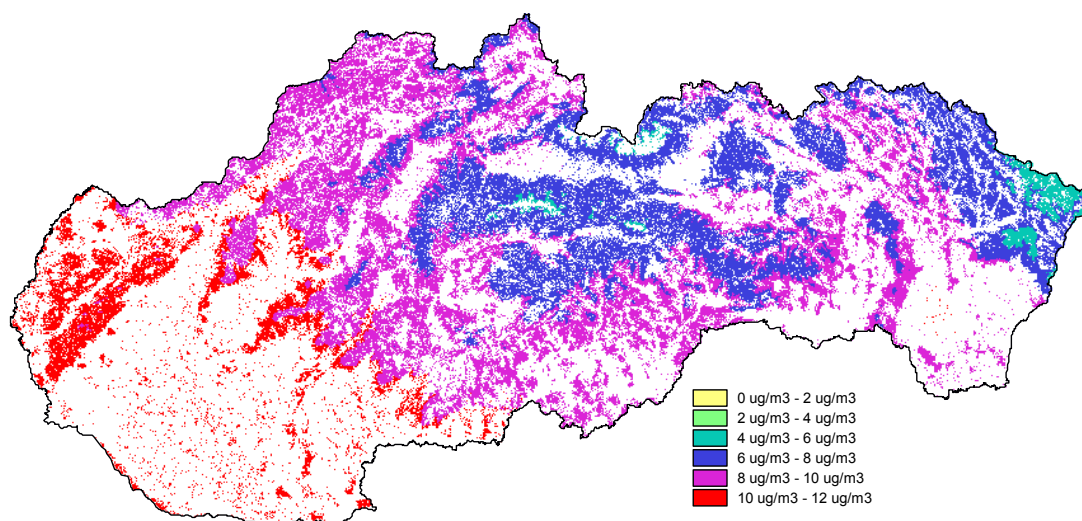 0 ug/m3 - 2 ug/m3
2 ug/m3 - 4 ug/m3
4 ug/m3 - 6 ug/m3
6 ug/m3 - 8 ug/m3
8 ug/m3 - 10 ug/m3
10 ug/m3 - 12 ug/m3